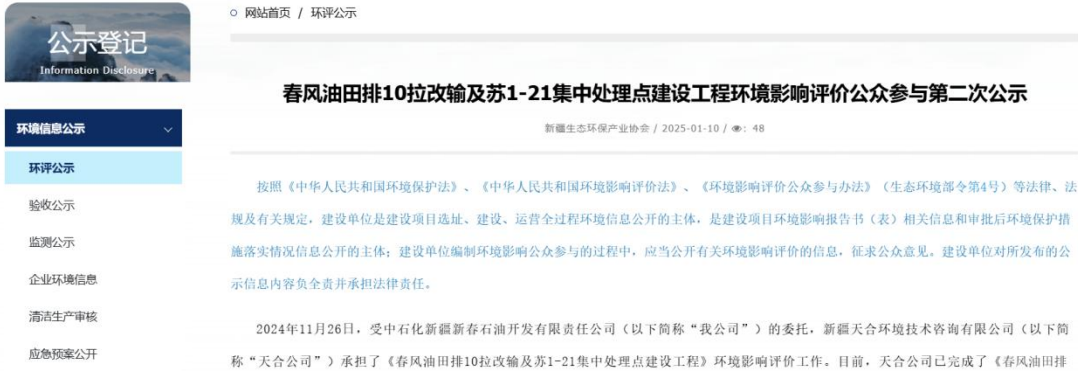 公示登记
Information Disclosure
环境信息公示
环评公示
验收公示
监测公示
企业环境信息
清洁生产审核
应急预案公开
网站首页 / 环评公示
春风油田排10拉改输及苏1-21集中处理点建设工程环境影响评价公众参与第二次公示
新疆生态环保产业协会 / 2025-01-10 / : 48
按照《中华人民共和国环境保护法》、《中华人民共和国环境影响评价法》、《环境影响评价公众参与办法》（生态环境部令第4号）等法律、法
规及有关规定，建设单位是建设项目选址、建设、运营全过程环境信息公开的主体，是建设项目环境影响报告书（表）相关信息和审批后环境保护措
施落实情况信息公开的主体；建设单位编制环境影响公众参与的过程中，应当公开有关环境影响评价的信息，征求公众意见。建设单位对所发布的公
示信息内容负全责并承担法律责任。
2024年11月26日，受中石化新疆新春石油开发有限责任公司（以下简称“我公司”）的委托，新疆天合环境技术咨询有限公司（以下简
称“天合公司”）承担了《春风油田排10拉改输及苏1-21集中处理点建设工程》环境影响评价工作。目前，天合公司已完成了《春风油田排